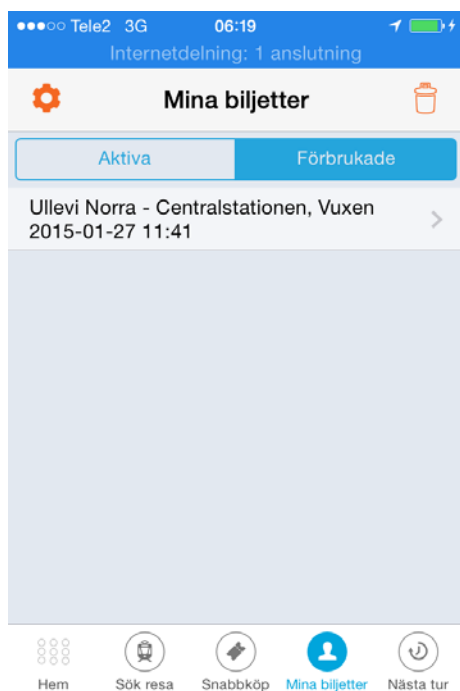 Tele2 3G 06:19
Internetdelning: 1 anslutning
Mina biljetter
Aktiva Förbrukade
Ullevi Norra - Centralstationen, Vuxen
2015-01-27 11:41
Hem Sök resa Snabbköp Mina biljetter Nästa tur